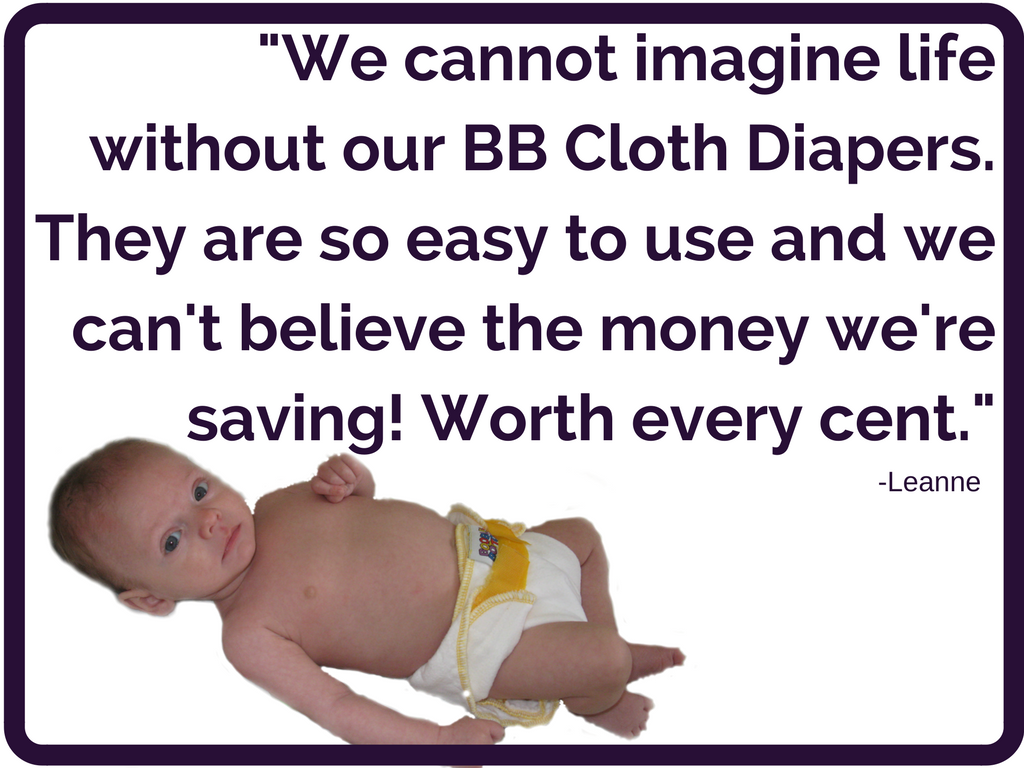 "We cannot imagine life
without our BB Cloth Diapers.
They are so easy to use and we
can't believe the money we're
saving! Worth every cent."
-Leanne